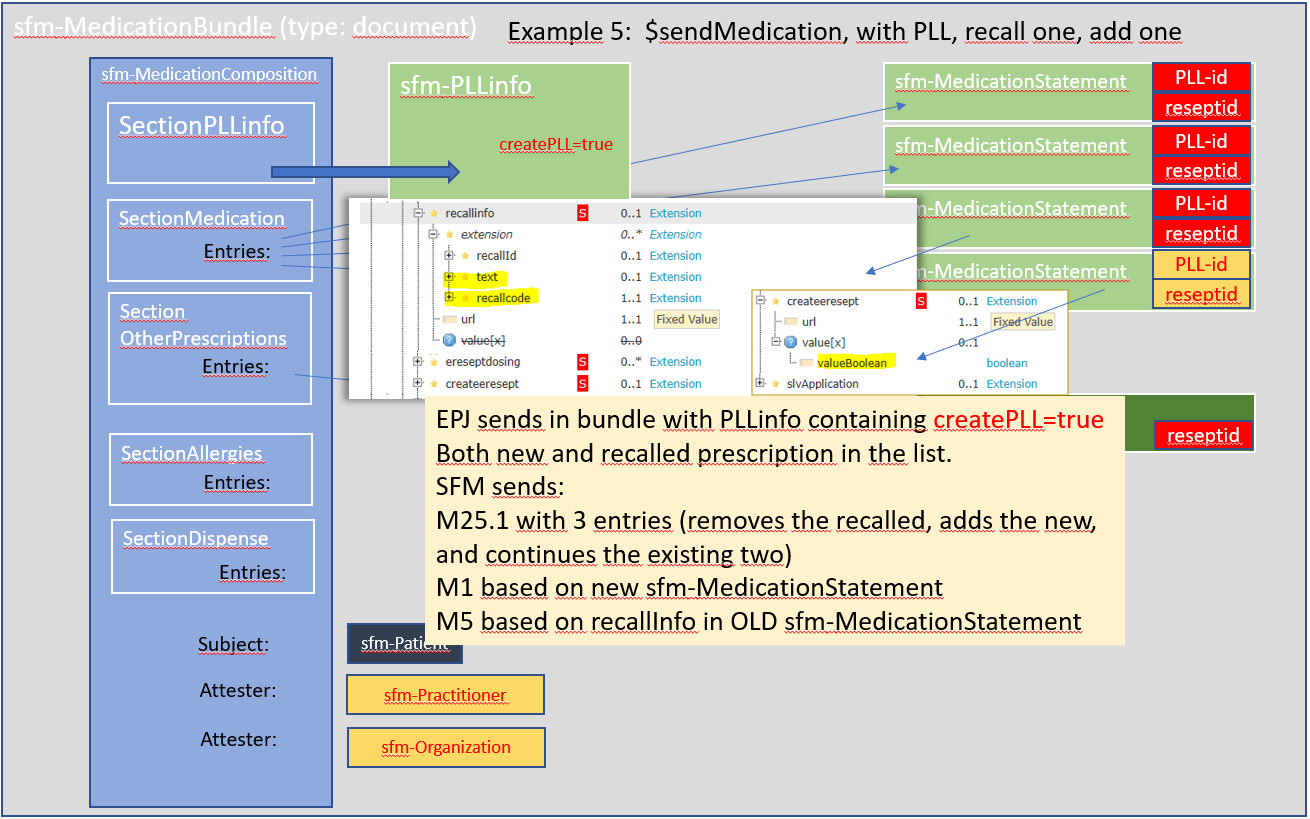 sfm-MedicationBundle (type: document)
Example 5: $sendMedication, with PLL, recall one, add one
sfm-MedicationComposition
SectionPLLinfo
SectionMedication
Entries:
Section
OtherPrescriptions
Entries:
SectionAllergies
Entries:
SectionDispense
Entries:
Subject:
Attester:
Attester:
sfm-PLLinfo
createPLL=true
sfm-MedicationStatement
PLL-id
reseptid
sfm-MedicationStatement
PLL-id
reseptid
m-MedicationStatement
PLL-id
reseptid
m-MedicationStatement
PLL-id
reseptid
recallinfo S 0..1 Extension
extension 0..* Extension
recallId 0..1 Extension
text 0..1 Extension
recallcode 1..1 Extension
url 1..1 Fixed Value
value[x] 0..0
ereseptdosing S 0..* Extension
createeresept S 0..1 Extension
createeresept S 0..1 Extension
url 1..1 Fixed Value
value[x] 0..1
valueBoolean boolean
slvApplication 0..1 Extension
reseptid
EPJ sends in bundle with PLLinfo containing createPLL=true
Both new and recalled prescription in the list.
SFM sends:
M25.1 with 3 entries (removes the recalled, adds the new,
and continues the existing two)
M1 based on new sfm-MedicationStatement
M5 based on recallInfo in OLD sfm-MedicationStatement
sfm-Patient
sfm-Practitioner
sfm-Organization